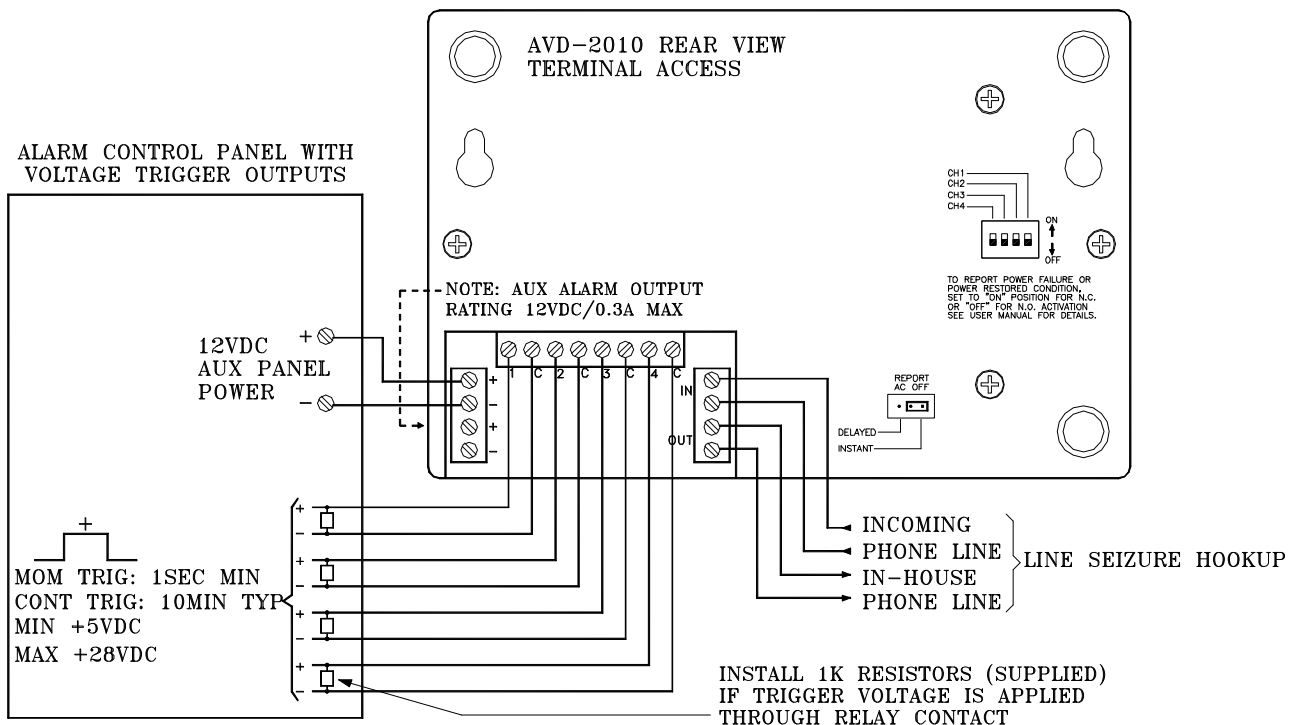 AVD-2010 REAR VIEW
TERMINAL ACCESS
ALARM CONTROL PANEL WITH
VOLTAGE TRIGGER OUTPUTS
CH1
CH2
CH3
CH4
ON
OFF
TO REPORT POWER FAILURE OR
POWER RESTORED CONDITION,
SET TO "ON" POSITION FOR N.C.
OR "OFF" FOR N.O. ACTIVATION
SEE USER MANUAL FOR DETAILS.
NOTE: AUX ALARM OUTPUT
RATING 12VDC/0.3A MAX
12VDC
AUX PANEL
POWER
+
-
+
-
+
-
1 C 2 C 3 C 4 C
IN
OUT
REPORT
AC OFF
DELAYED
INSTANT
+
MOM TRIG: 1SEC MIN
CONT TRIG: 10MIN TYP
MIN +5VDC
MAX +28VDC
+
-
+
-
+
-
+
-
INCOMING
PHONE LINE
IN-HOUSE
PHONE LINE
LINE SEIZURE HOOKUP
INSTALL 1K RESISTORS (SUPPLIED)
IF TRIGGER VOLTAGE IS APPLIED
THROUGH RELAY CONTACT